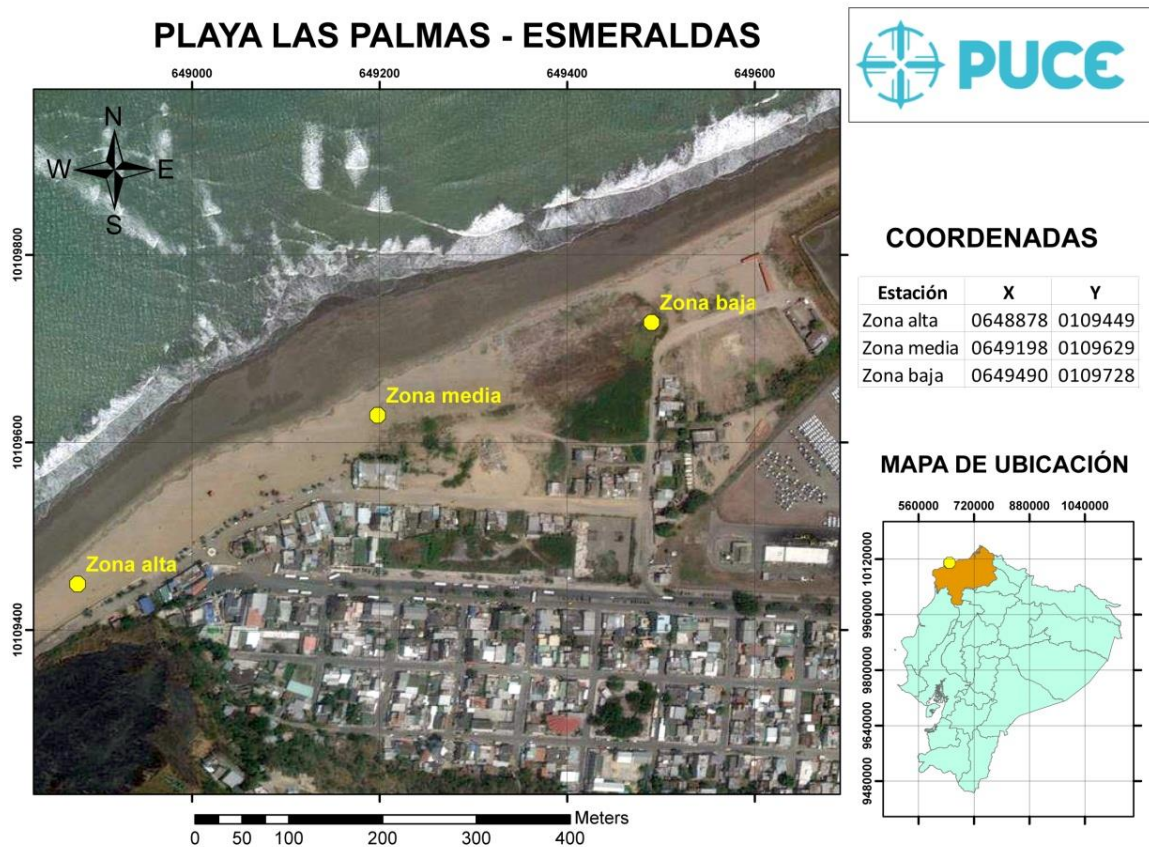 PLAYA LAS PALMAS - ESMERALDAS
PUCE
649000 649200 649400 649600
N
W E
S
10109800
10109600
10109400
Zona baja
Zona media
Zona alta
0 50 100 200 300 400 Meters
COORDENADAS
Estación X Y
Zona alta 0648878 0109449
Zona media 0649198 0109629
Zona baja 0649490 0109728
MAPA DE UBICACIÓN
560000 720000 880000 1040000
10120000
9960000
9800000
9640000
9480000